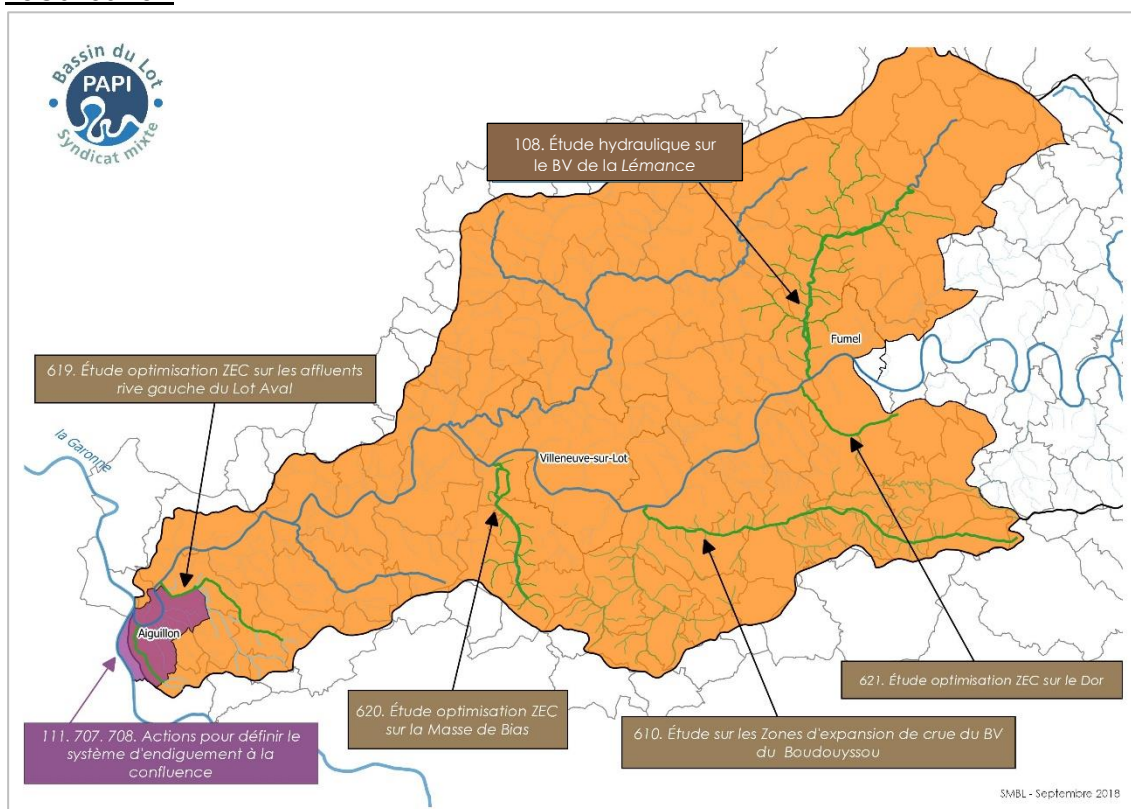 Bassin du Lot
PAPI
Syndicat mixte
108. Étude hydraulique sur
le BV de la Lémance
Fumel
619. Étude optimisation ZEC sur les affluents
rive gauche du Lot Aval
la Garonne
Villeneuve-sur-Lot
Aiguillon
111. 707. 708. Actions pour définir le
système d'endiguement à la
confluence
620. Étude optimisation ZEC
sur la Masse de Bias
610. Étude sur les Zones d'expansion de crue du BV
du Boudouyssou
621. Étude optimisation ZEC sur le Dor
SMBL - Septembre 2018